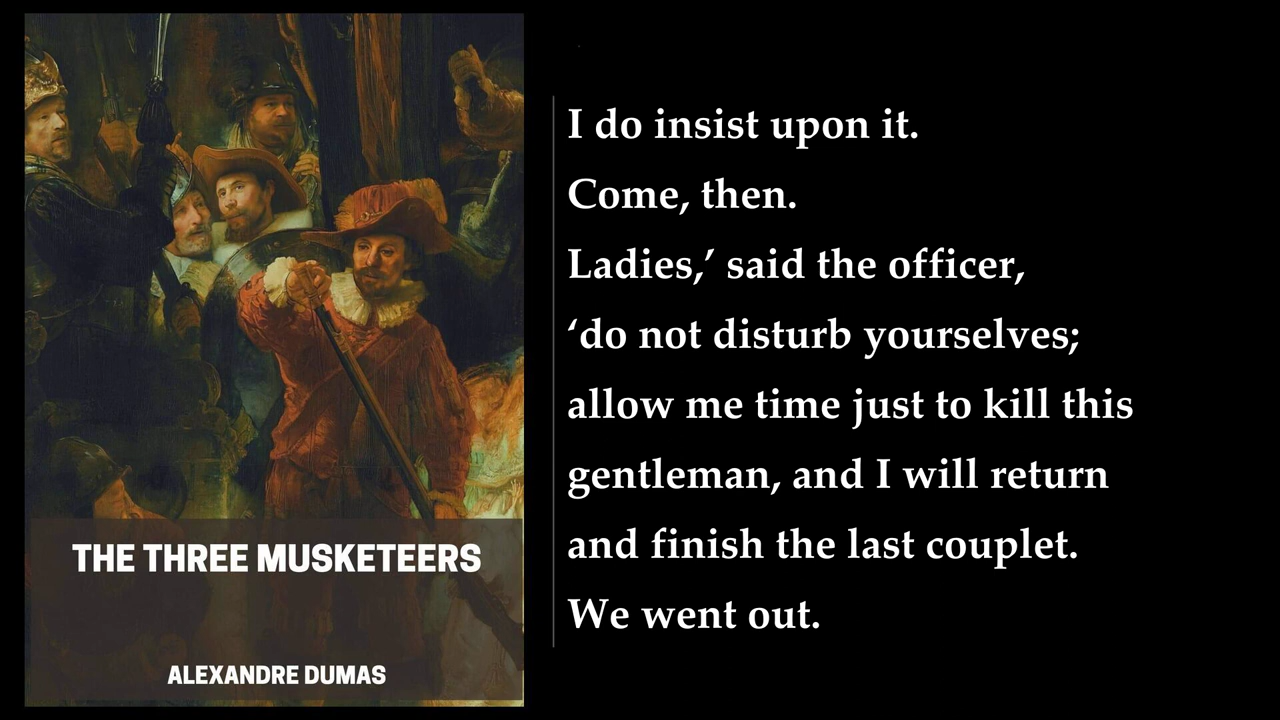 THE THREE MUSKETEERS
ALEXANDRE DUMAS
I do insist upon it.
Come, then.
Ladies,’ said the officer,
‘do not disturb yourselves;
allow me time just to kill this
gentleman, and I will return
and finish the last couplet.
We went out.